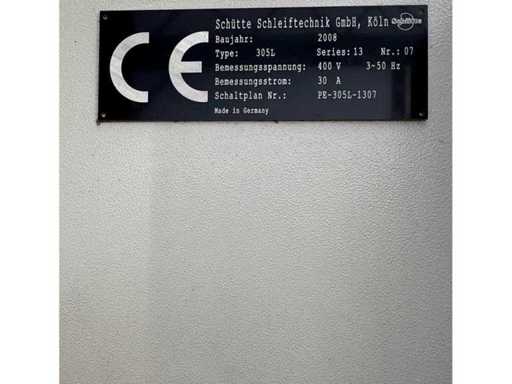 CE
Schütte Schleiftechnik GmbH, Köln
Baujahr: 2008
Type: 305L Series: 13 Nr.: 07
Bemessungsspannung: 400 V 3~50 Hz
Bemessungsstrom: 30 A
Schaltplan Nr.: PE-305L-1307
Made in Germany